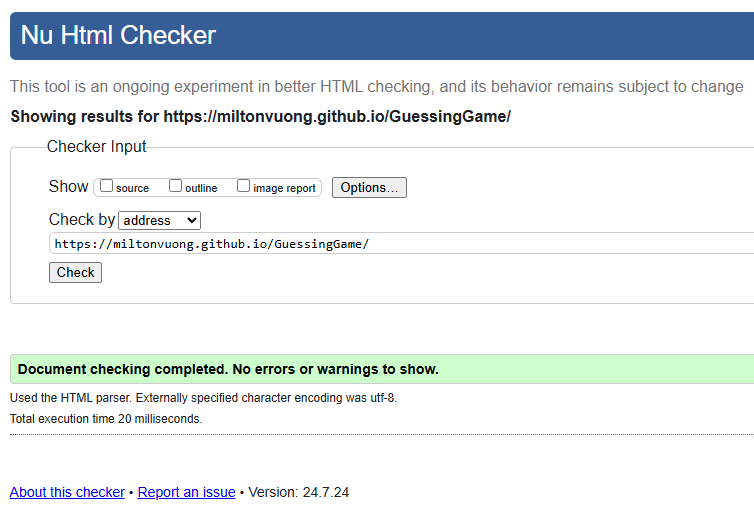 Nu Html Checker
This tool is an ongoing experiment in better HTML checking, and its behavior remains subject to change
Showing results for https://miltonvuong.github.io/GuessingGame/
Checker Input
Show source outline image report Options...
Check by address
https://miltonvuong.github.io/GuessingGame/
Check
Document checking completed. No errors or warnings to show.
Used the HTML parser. Externally specified character encoding was utf-8.
Total execution time 20 milliseconds.
About this checker • Report an issue • Version: 24.7.24